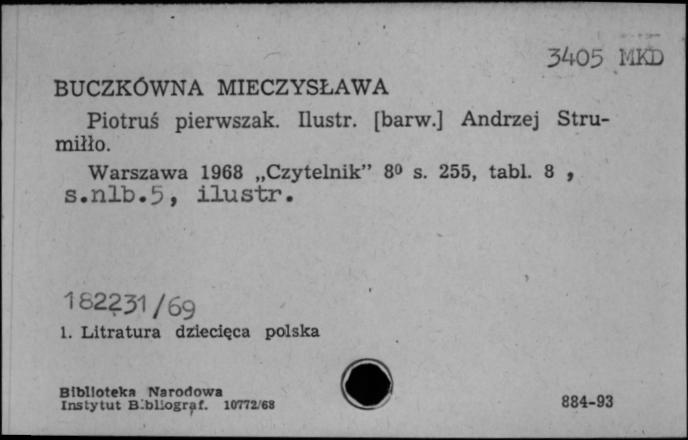 3405 MKD
BUCZKÓWNA MIECZYSŁAWA
Piotruś pierwszak. Ilustr. [barw.] Andrzej Stru-
miłło.
Warszawa 1968 „Czytelnik” 8⁰ s. 255, tabl. 8 ,
s.nlb.5, ilustr.
182231/69
1. Litratura dziecięca polska
Biblioteka Narodowa
Instytut Bibliograf. 10772/68
884-93